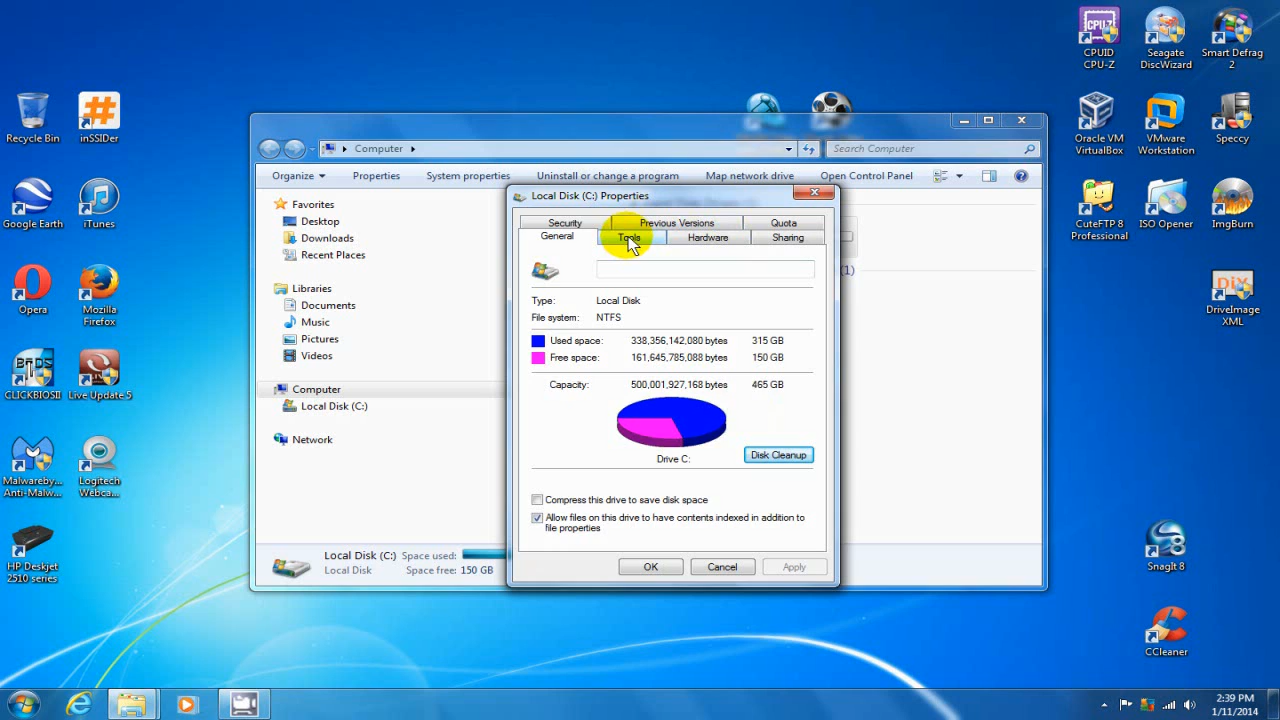 CPUID
CPU-Z
Seagate
DiscWizard
Smart Defrag
2
Recycle Bin
inSSIDer
Oracle VM
VirtualBox
VMware
Workstation
Speccy
Google Earth
iTunes
CuteFTP 8
Professional
ISO Opener
ImgBurn
Opera
Mozilla
Firefox
DiX
DriveImage
XML
BIOS
CLICKBIOSII
Live Update 5
Malwareby...
Anti-Malw...
Logitech
Webca...
HP Deskjet
2510 series
SnagIt 8
CCleaner
Computer
Search Computer
Organize
Properties
System properties
Uninstall or change a program
Map network drive
Open Control Panel
Favorites
Desktop
Downloads
Recent Places
Libraries
Documents
Music
Pictures
Videos
Computer
Local Disk (C:)
Network
(1)
Local Disk (C:) Space used:
Local Disk Space free: 150 GB
Local Disk (C:) Properties
Security
Previous Versions
Quota
General
Tools
Hardware
Sharing
Type: Local Disk
File system: NTFS
Used space: 338,356,142,080 bytes 315 GB
Free space: 161,645,785,088 bytes 150 GB
Capacity: 500,001,927,168 bytes 465 GB
Drive C:
Disk Cleanup
Compress this drive to save disk space
Allow files on this drive to have contents indexed in addition to
file properties
OK
Cancel
Apply
2:39 PM
1/11/2014